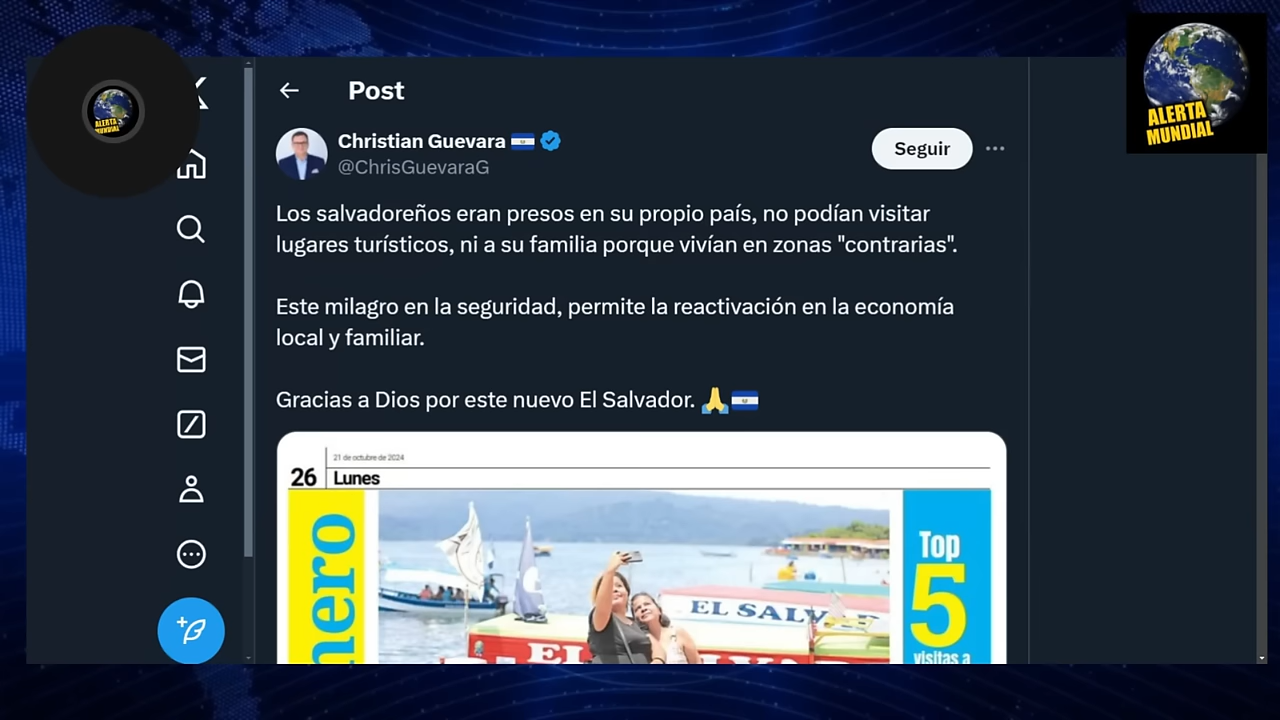 ALERTA
MUNDIAL
ALERTA
MUNDIAL
Post
Christian Guevara
@ChrisGuevaraG
Seguir
Los salvadoreños eran presos en su propio país, no podían visitar
lugares turísticos, ni a su familia porque vivían en zonas "contrarias".
Este milagro en la seguridad, permite la reactivación en la economía
local y familiar.
Gracias a Dios por este nuevo El Salvador.
21 de octubre de 2024
26
Lunes
nero
EL SALV
EL
Top
5
visitas a